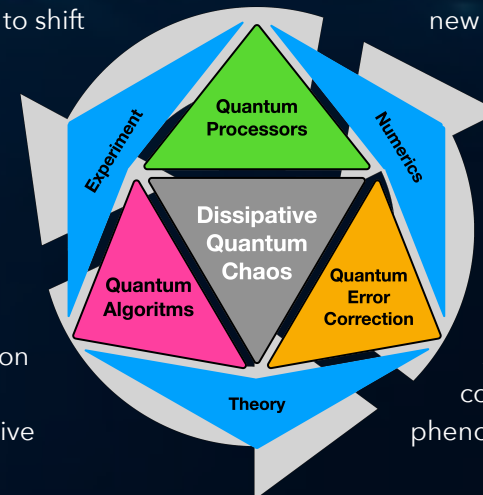 to shift
new
Quantum
Processors
Experiment
Numerics
Dissipative
Quantum
Chaos
Quantum
Algoritms
Quantum
Error
Correction
on
Theory
co
ive
pheno